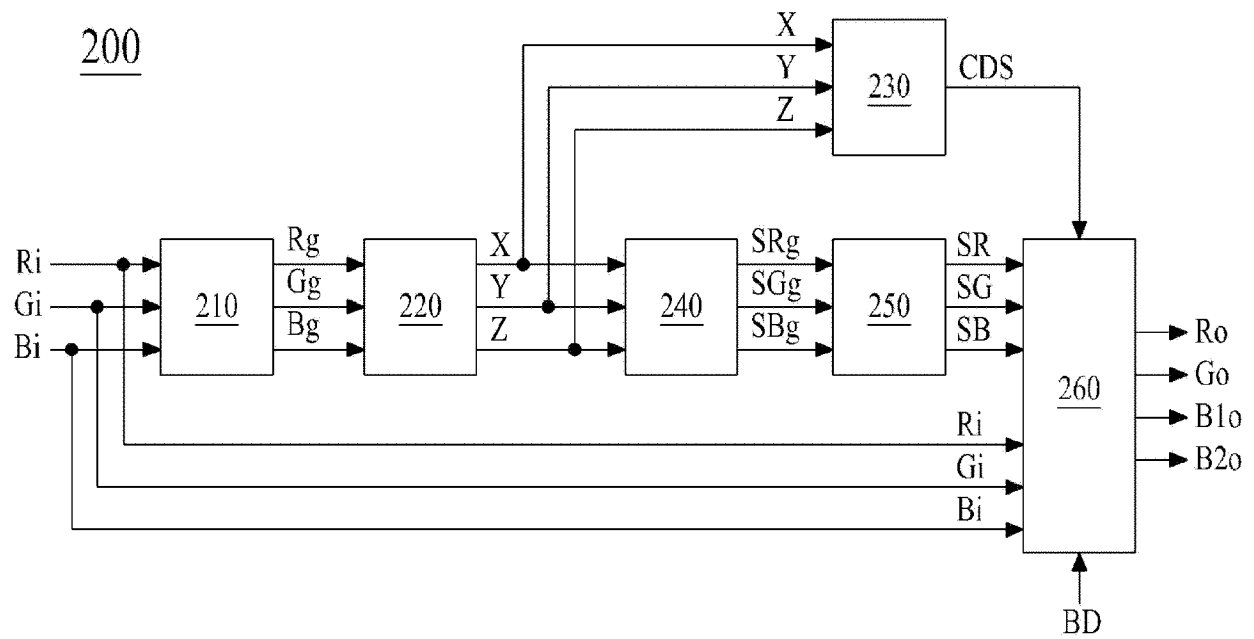 200
X
Y
Z
230
CDS
Ri
Gi
Bi
210
Rg
Gg
Bg
220
X
Y
Z
240
SRg
SGg
SBg
250
SR
SG
SB
Ri
Gi
Bi
260
Ro
Go
B1o
B2o
BD